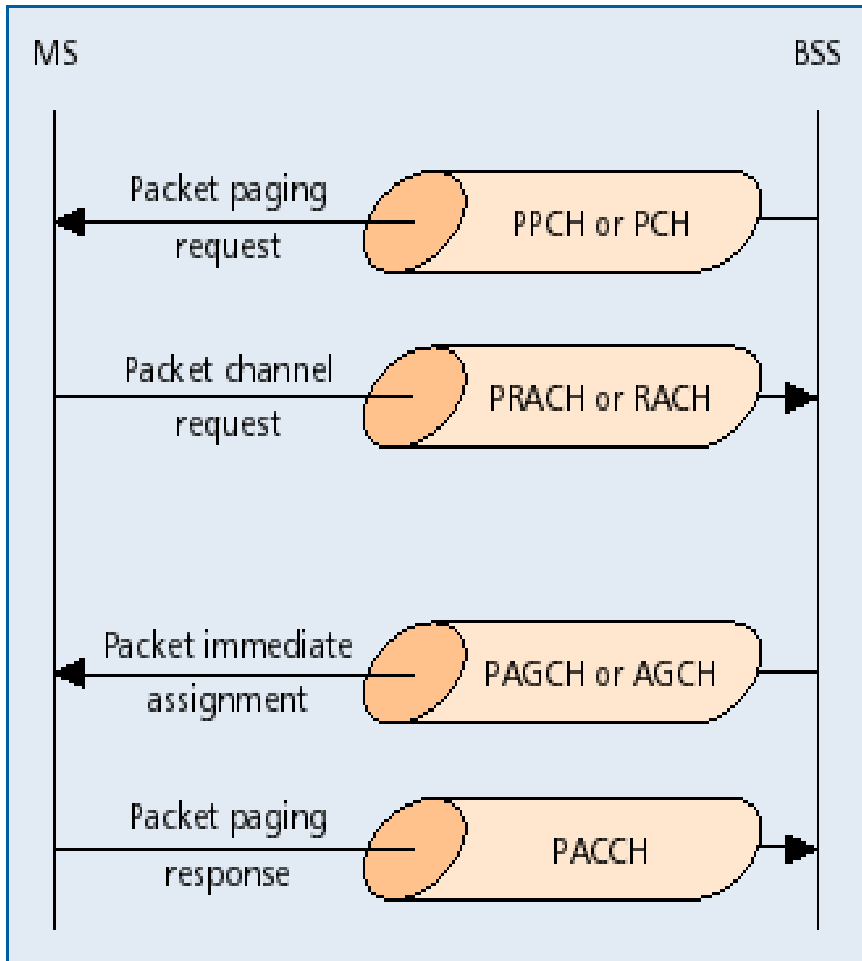 MS
BSS
Packet paging
request
PPCH or PCH
Packet channel
request
PRACH or RACH
Packet immediate
assignment
PAGCH or AGCH
Packet paging
response
PACCH